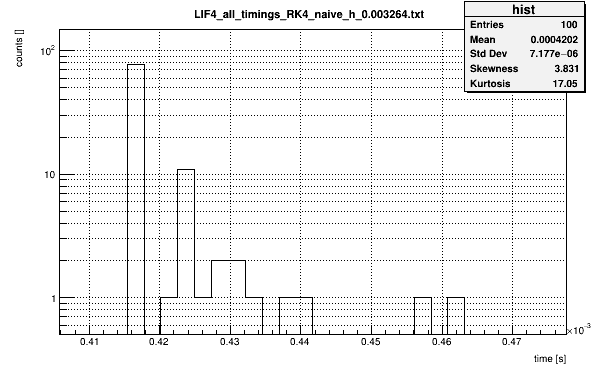 LIF4_all_timings_RK4_naive_h_0.003264.txt
hist
Entries 100
Mean 0.0004202
Std Dev 7.177e−06
Skewness 3.831
Kurtosis 17.05
counts []
10²
10
1
0.41 0.42 0.43 0.44 0.45 0.46 0.47
×10⁻³
time [s]